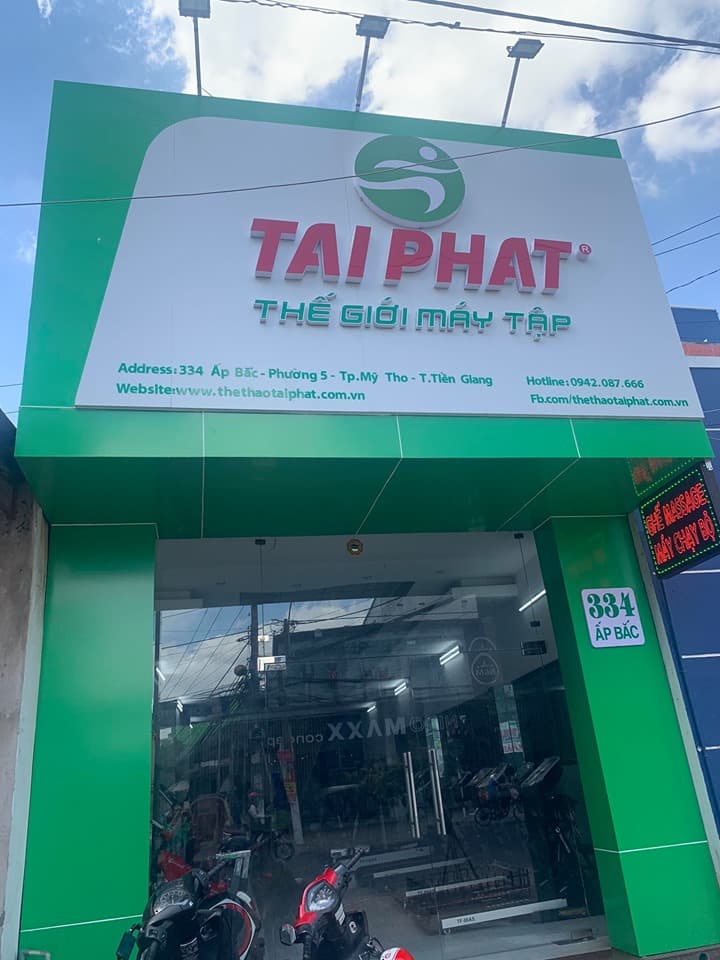 TAI PHAT ®
THẾ GIỚI MÁY TẬP
Address:334 Ấp Bắc - Phường 5 - Tp.Mỹ Tho - T.Tiền Giang
Hotline:0942.087.666
Website:www.thethaotaiphat.com.vn
Fb.com/thethaotaiphat.com.vn
GHẾ MASSAGE
MÁY CHẠY BỘ
334
ẤP BẮC
MAXX